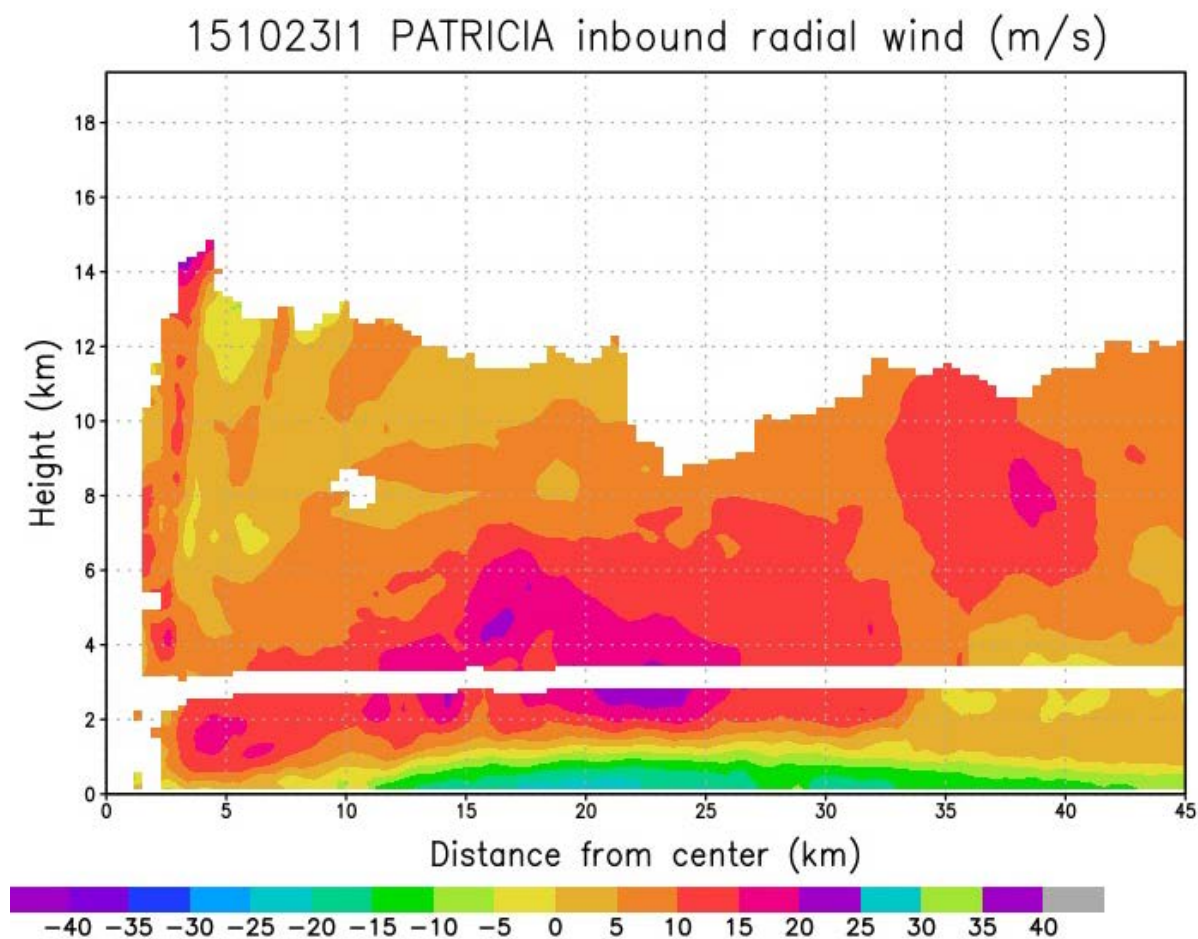 151023I1 PATRICIA inbound radial wind (m/s)
18
16
14
12
10
8
6
4
2
0
Height (km)
0 5 10 15 20 25 30 35 40 45
Distance from center (km)
-40 -35 -30 -25 -20 -15 -10 -5 0 5 10 15 20 25 30 35 40